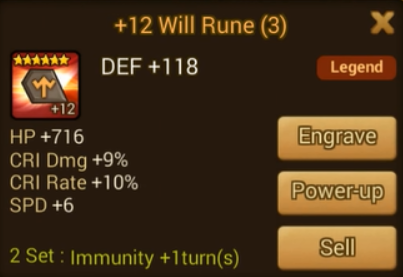 +12 Will Rune (3)
DEF +118
Legend
+12
HP +716
CRI Dmg +9%
CRI Rate +10%
SPD +6
2 Set : Immunity +1turn(s)
Engrave
Power-up
Sell